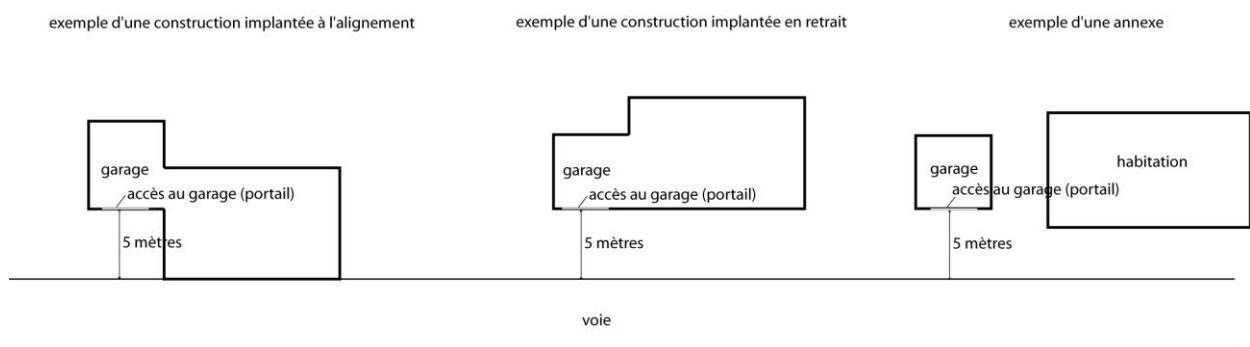 exemple d'une construction implantée à l'alignement
exemple d'une construction implantée en retrait
exemple d'une annexe
garage
accès au garage (portail)
5 mètres
garage
accès au garage (portail)
5 mètres
garage
accès au garage (portail)
5 mètres
habitation
voie